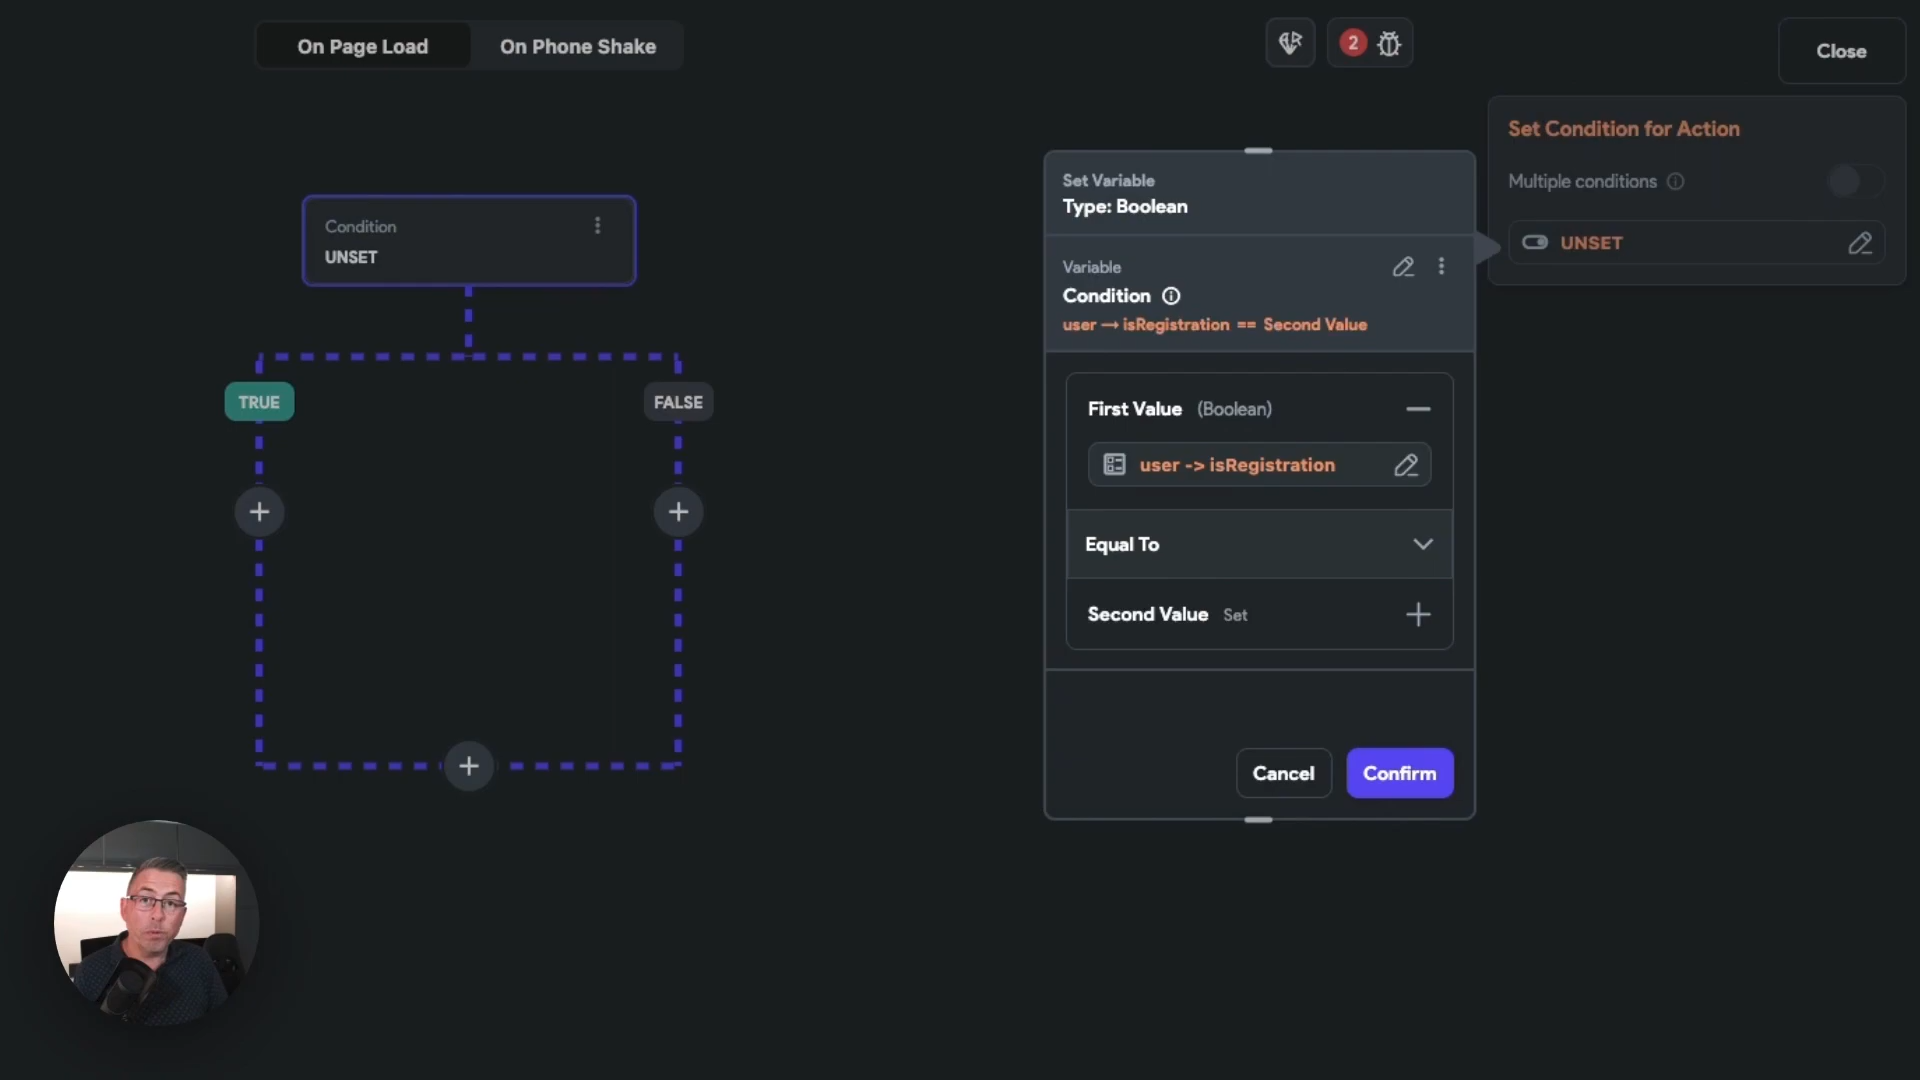 On Page Load
On Phone Shake
2
Close
Set Condition for Action
Multiple conditions
UNSET
Condition
UNSET
TRUE
FALSE
Set Variable
Type: Boolean
Variable
Condition
user → isRegistration == Second Value
First Value (Boolean)
user -> isRegistration
Equal To
Second Value Set
Cancel
Confirm